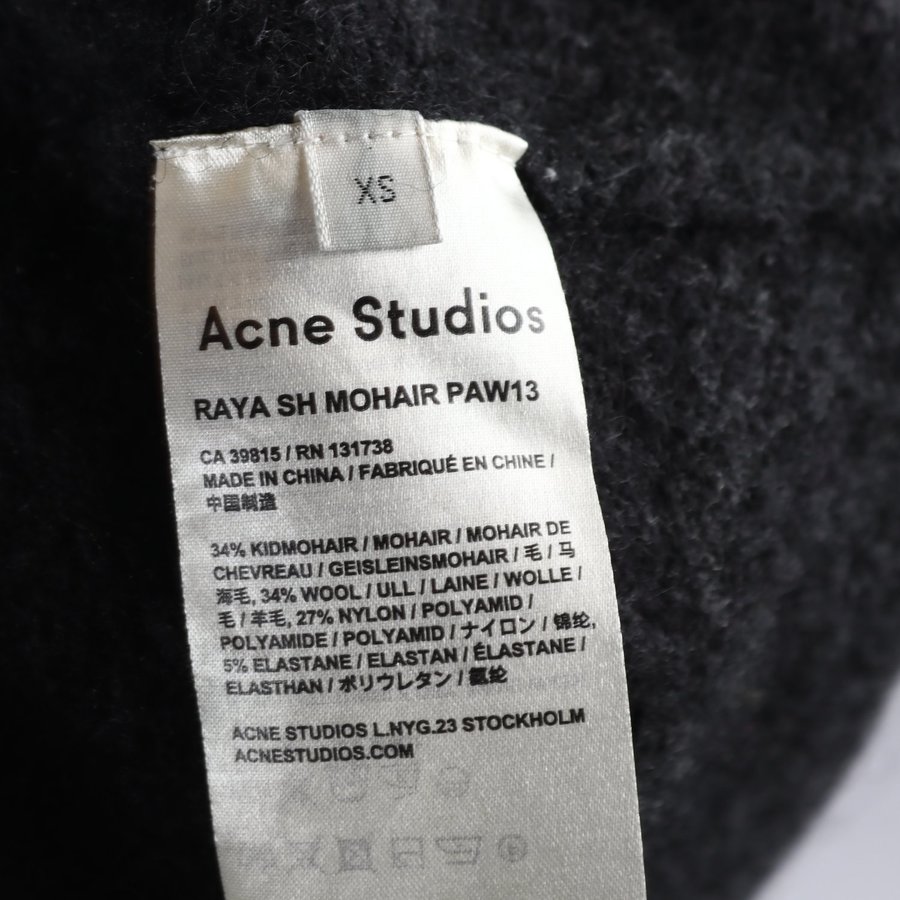 XS
Acne Studios
RAYA SH MOHAIR PAW13
CA 39815 / RN 131738
MADE IN CHINA / FABRIQUÉ EN CHINE /
中国制造
34% KIDMOHAIR / MOHAIR / MOHAIR DE
CHEVREAU / GEISLEINSMOHAIR / 毛 / 马
海毛, 34% WOOL / ULL / LAINE / WOLLE /
毛 / 羊毛, 27% NYLON / POLYAMID /
POLYAMIDE / POLYAMID / ナイロン / 锦纶,
5% ELASTANE / ELASTAN / ÉLASTANE /
ELASTHAN / ポリウレタン / 氨纶
ACNE STUDIOS L.NYG.23 STOCKHOLM
ACNESTUDIOS.COM